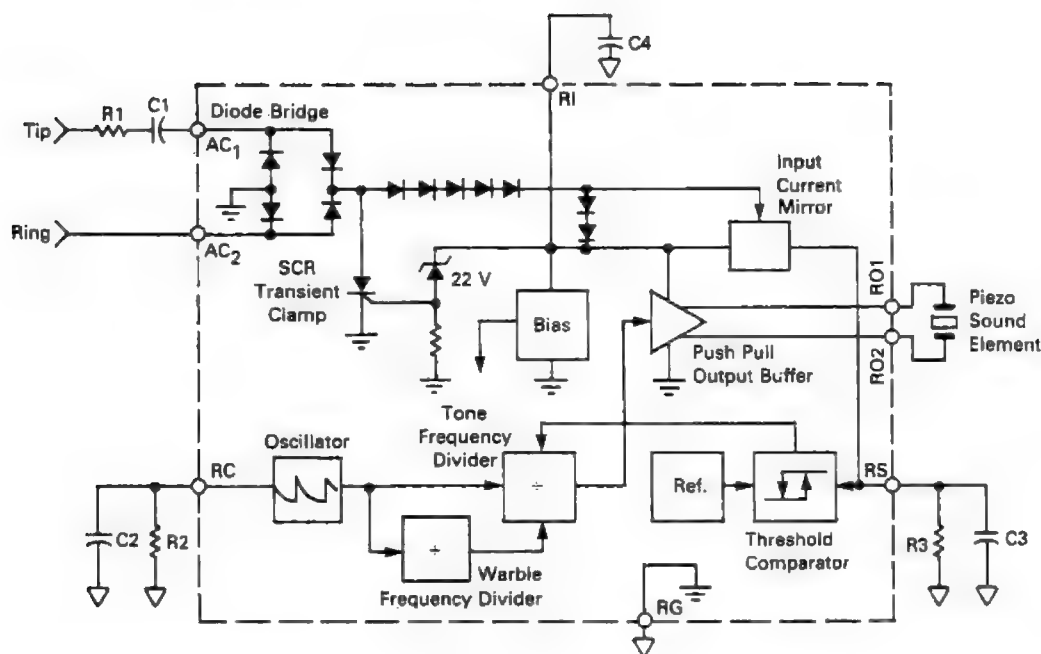 C4
RI
R1
C1
Diode Bridge
Tip
AC1
Input
Current
Mirror
Ring
AC2
SCR
Transient
Clamp
22 V
Bias
RO1
Piezo
Sound
Element
RO2
Push Pull
Output Buffer
Tone
Frequency
Divider
Oscillator
RC
÷
Ref.
RS
C2
R2
÷
Warble
Frequency Divider
Threshold
Comparator
R3
C3
RG